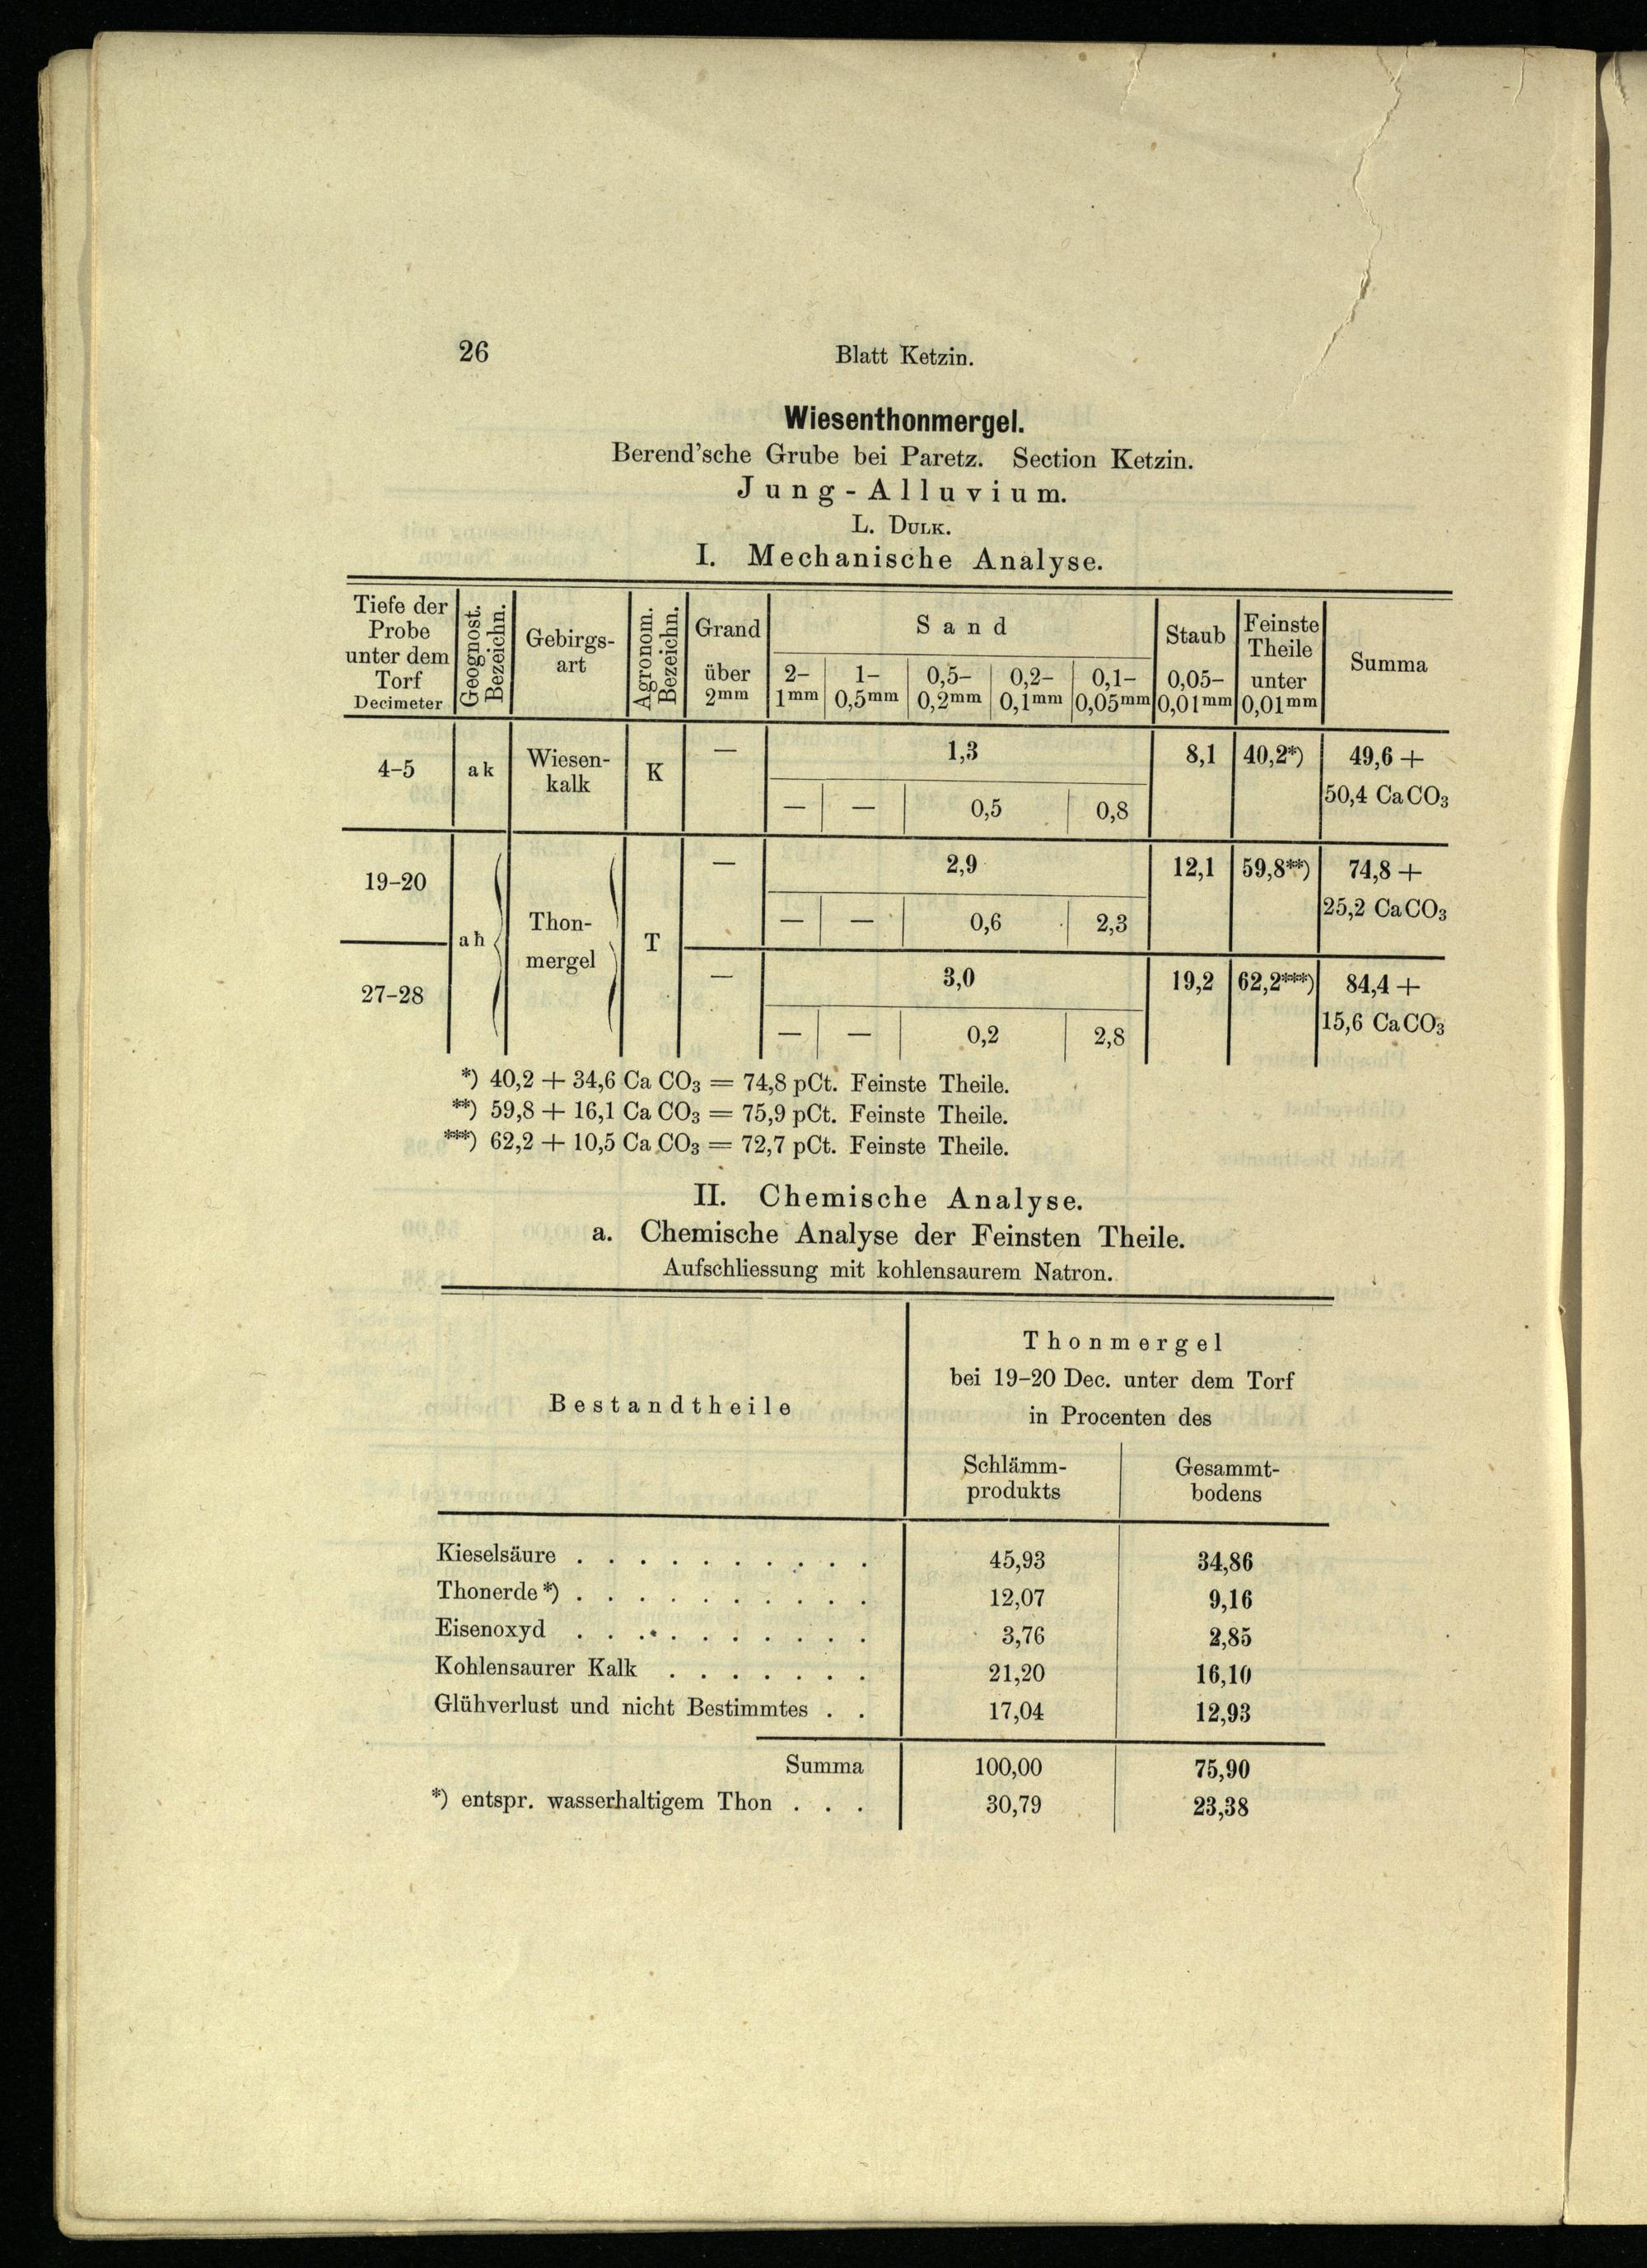 26
Blatt Ketzin.
Wiesenthonmergel.
Berend'sche Grube bei Paretz. Section Ketzin.
Jung-Alluvium.
L. Dulk.
I. Mechanische Analyse.
Tiefe der Probe unter dem Torf Decimeter | Geognost. Bezeichn. | Gebirgs-art | Agronom. Bezeichn. | Grand über 2mm | Sand | Staub 0,05–0,01mm | Feinste Theile unter 0,01mm | Summa
2–1mm | 1–0,5mm | 0,5–0,2mm | 0,2–0,1mm | 0,1–0,05mm
4–5 | ak | Wiesen-kalk | K | — | 1,3 | 8,1 | 40,2*) | 49,6 + 50,4 CaCO3
— | — | 0,5 | 0,8
19–20 | ah | Thon-mergel | T | — | 2,9 | 12,1 | 59,8**) | 74,8 + 25,2 CaCO3
— | — | 0,6 | 2,3
27–28 | — | 3,0 | 19,2 | 62,2***) | 84,4 + 15,6 CaCO3
— | — | 0,2 | 2,8
*) 40,2 + 34,6 Ca CO3 = 74,8 pCt. Feinste Theile.
**) 59,8 + 16,1 Ca CO3 = 75,9 pCt. Feinste Theile.
***) 62,2 + 10,5 Ca CO3 = 72,7 pCt. Feinste Theile.
II. Chemische Analyse.
a. Chemische Analyse der Feinsten Theile.
Aufschliessung mit kohlensaurem Natron.
Bestandtheile
Thonmergel
bei 19–20 Dec. unter dem Torf
in Procenten des
Schlämm-produkts | Gesammt-bodens
Kieselsäure . . . . . . . . . . . 45,93 34,86
Thonerde*) . . . . . . . . . . . 12,07 9,16
Eisenoxyd . . . . . . . . . . . 3,76 2,85
Kohlensaurer Kalk . . . . . . . 21,20 16,10
Glühverlust und nicht Bestimmtes . . 17,04 12,93
Summa 100,00 75,90
*) entspr. wasserhaltigem Thon . . . 30,79 23,38